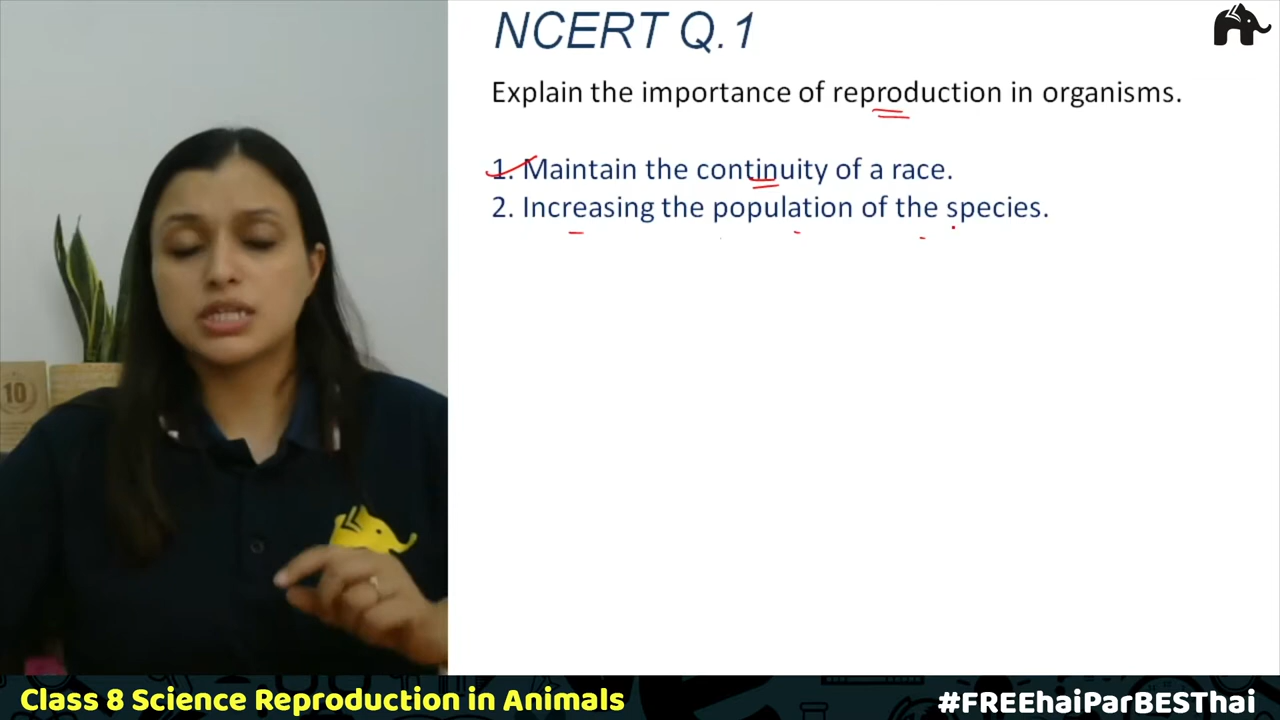 NCERT Q.1
Explain the importance of reproduction in organisms.
1. Maintain the continuity of a race.
2. Increasing the population of the species.
10
Class 8 Science Reproduction in Animals
#FREEhaiParBESThai